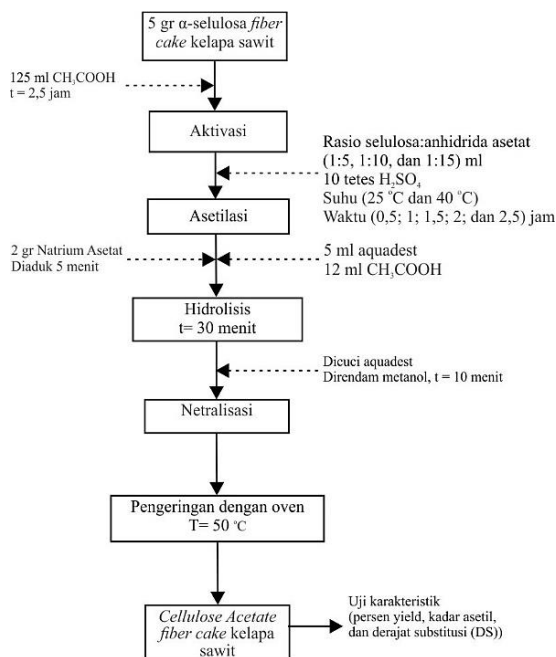 5 gr α-selulosa fiber
cake kelapa sawit
125 ml CH₃COOH
t = 2,5 jam
Aktivasi
Rasio selulosa:anhidrida asetat
(1:5, 1:10, dan 1:15) ml
10 tetes H₂SO₄
Suhu (25 °C dan 40 °C)
Waktu (0,5; 1; 1,5; 2; dan 2,5) jam
Asetilasi
2 gr Natrium Asetat
Diaduk 5 menit
5 ml aquadest
12 ml CH₃COOH
Hidrolisis
t= 30 menit
Dicuci aquadest
Direndam metanol, t = 10 menit
Netralisasi
Pengeringan dengan oven
T= 50 °C
Cellulose Acetate
fiber cake kelapa
sawit
Uji karakteristik
(persen yield, kadar asetil,
dan derajat substitusi (DS))